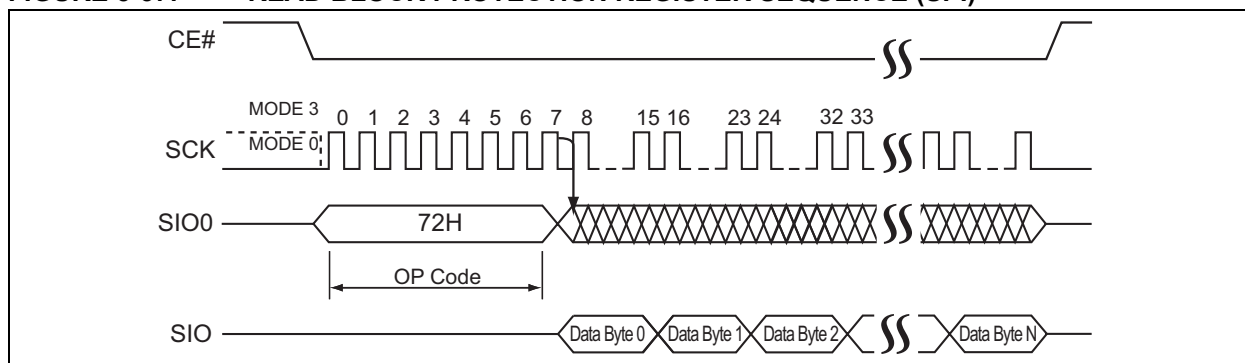 CE#
MODE 3
0 1 2 3 4 5 6 7 8 15 16 23 24 32 33
SCK
MODE 0
SIO0
72H
OP Code
SIO
Data Byte 0 Data Byte 1 Data Byte 2 Data Byte N